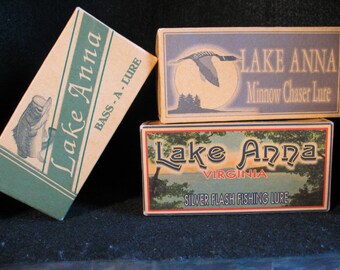 Lake Anna
BASS - A - LURE
LAKE ANNA
Minnow Chaser Lure
Lake Anna
VIRGINIA
SILVER FLASH FISHING LURE